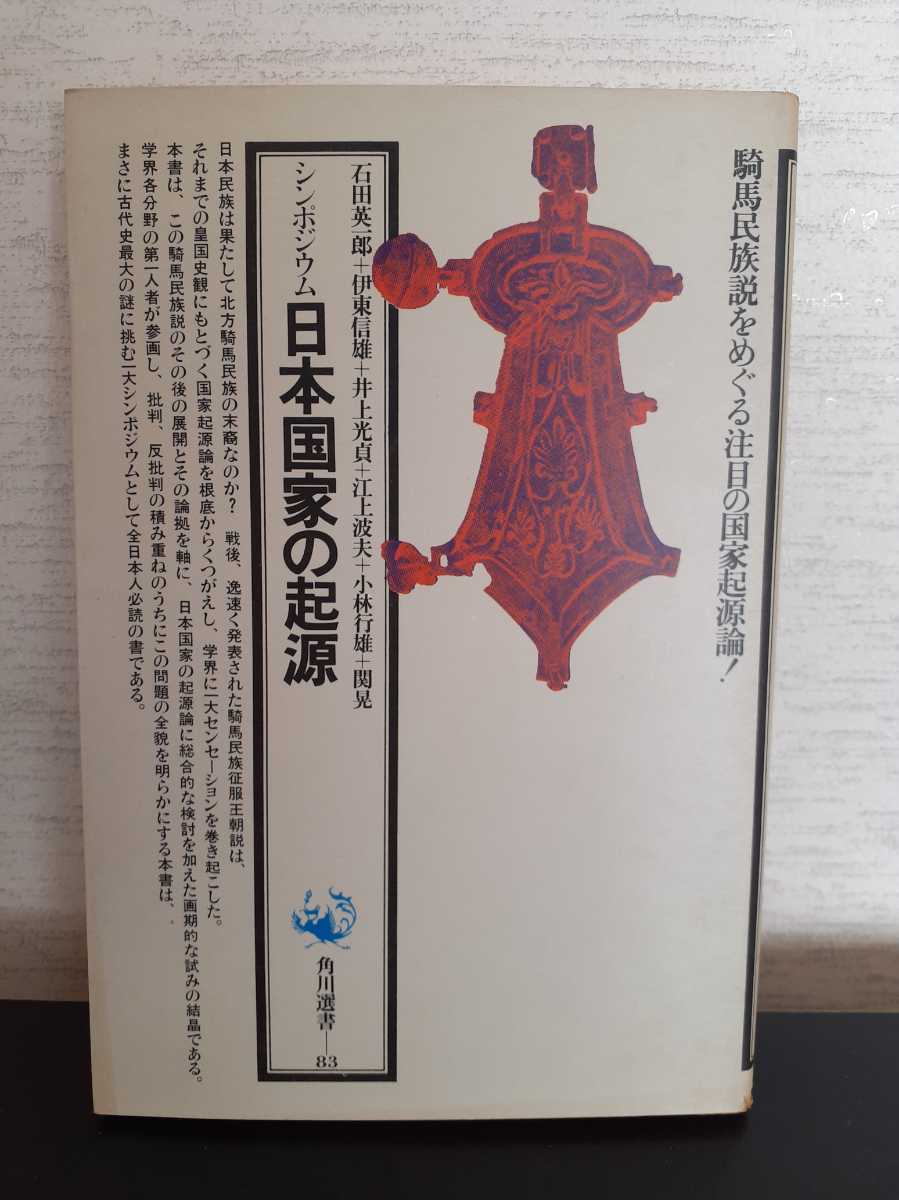 騎馬民族説をめぐる注目の国家起源論！
石田英一郎+伊東信雄+井上光貞+江上波夫+小林行雄+関晃
シンポジウム 日本国家の起源
角川選書—83
日本民族は果たして北方騎馬民族の末裔なのか？　戦後、逸速く発表された騎馬民族征服王朝説は、
それまでの皇国史観にもとづく国家起源論を根底からくつがえし、学界に一大センセーションを巻き起こした。
本書は、この騎馬民族説のその後の展開とその論拠を軸に、日本国家の起源論に総合的な検討を加えた画期的な試みの結晶である。
学界各分野の第一人者が参画し、批判、反批判の積み重ねのうちにこの問題の全貌を明らかにする本書は、
まさに古代史最大の謎に挑む一大シンポジウムとして全日本人必読の書である。